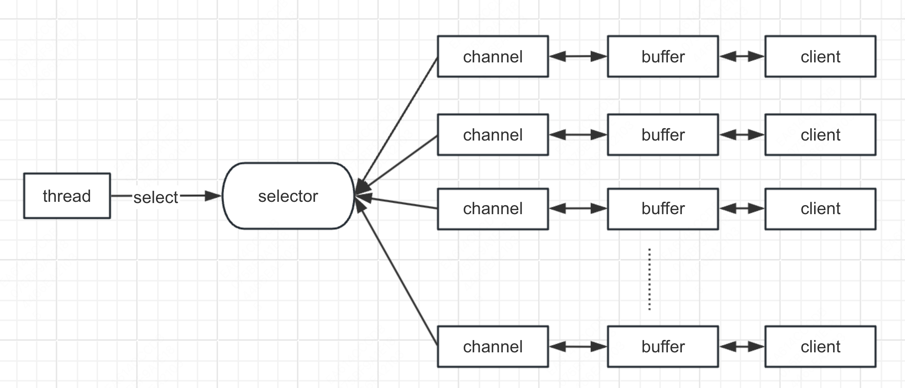 channel buffer client
channel buffer client
thread select selector
channel buffer client
channel buffer client